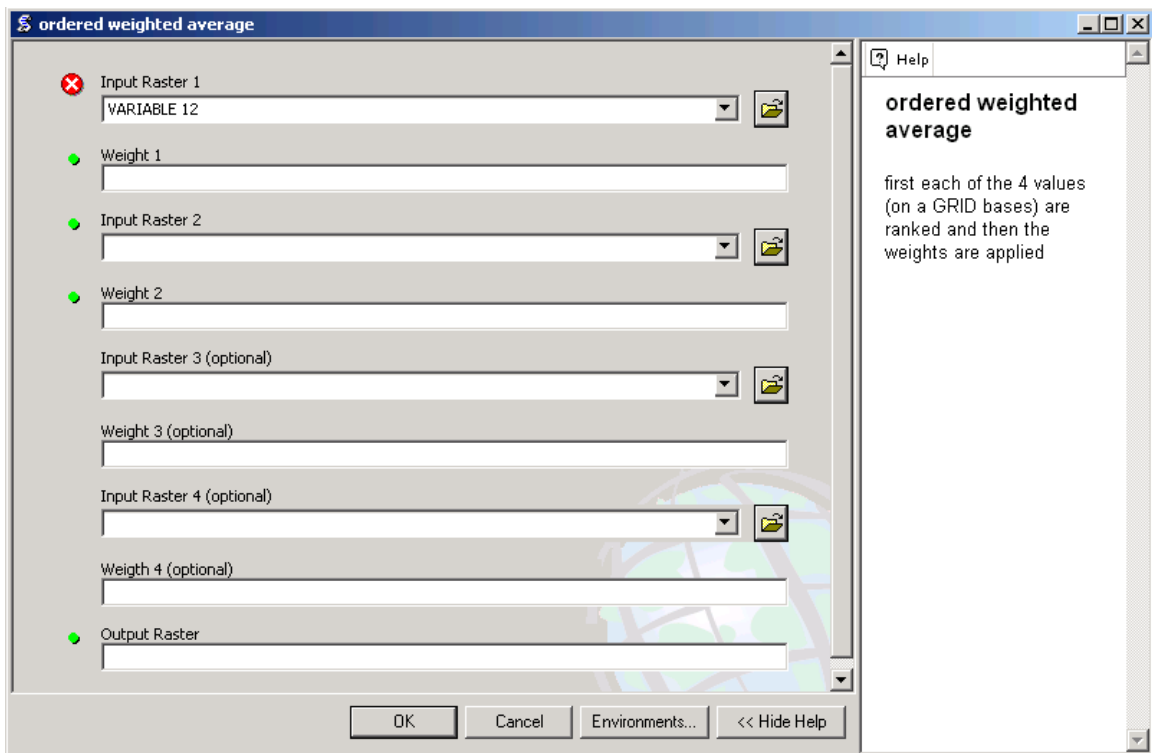 ordered weighted average
Input Raster 1
VARIABLE 12
Weight 1
Input Raster 2
Weight 2
Input Raster 3 (optional)
Weight 3 (optional)
Input Raster 4 (optional)
Weigth 4 (optional)
Output Raster
OK
Cancel
Environments...
<< Hide Help
Help
ordered weighted
average
first each of the 4 values
(on a GRID bases) are
ranked and then the
weights are applied